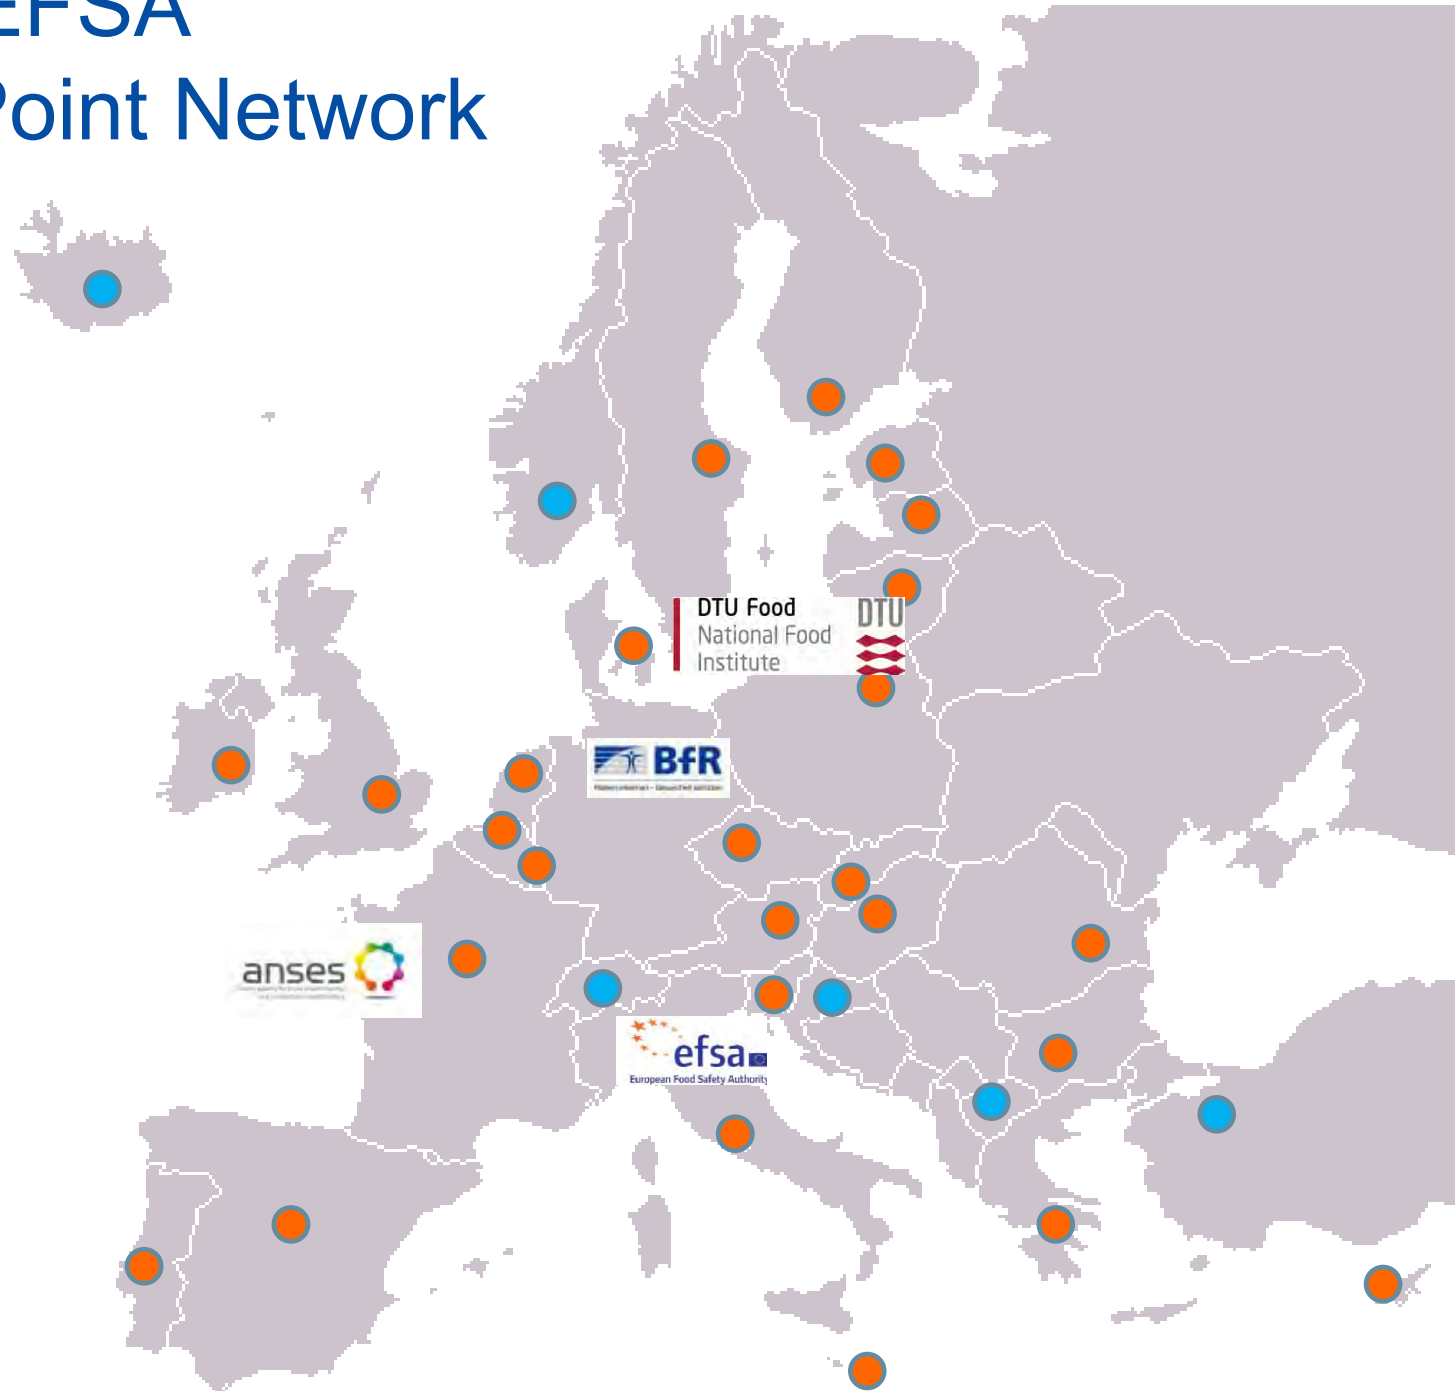 EFSA
Point Network
DTU Food
National Food
Institute
DTU
BfR
anses
efsa
European Food Safety Authority